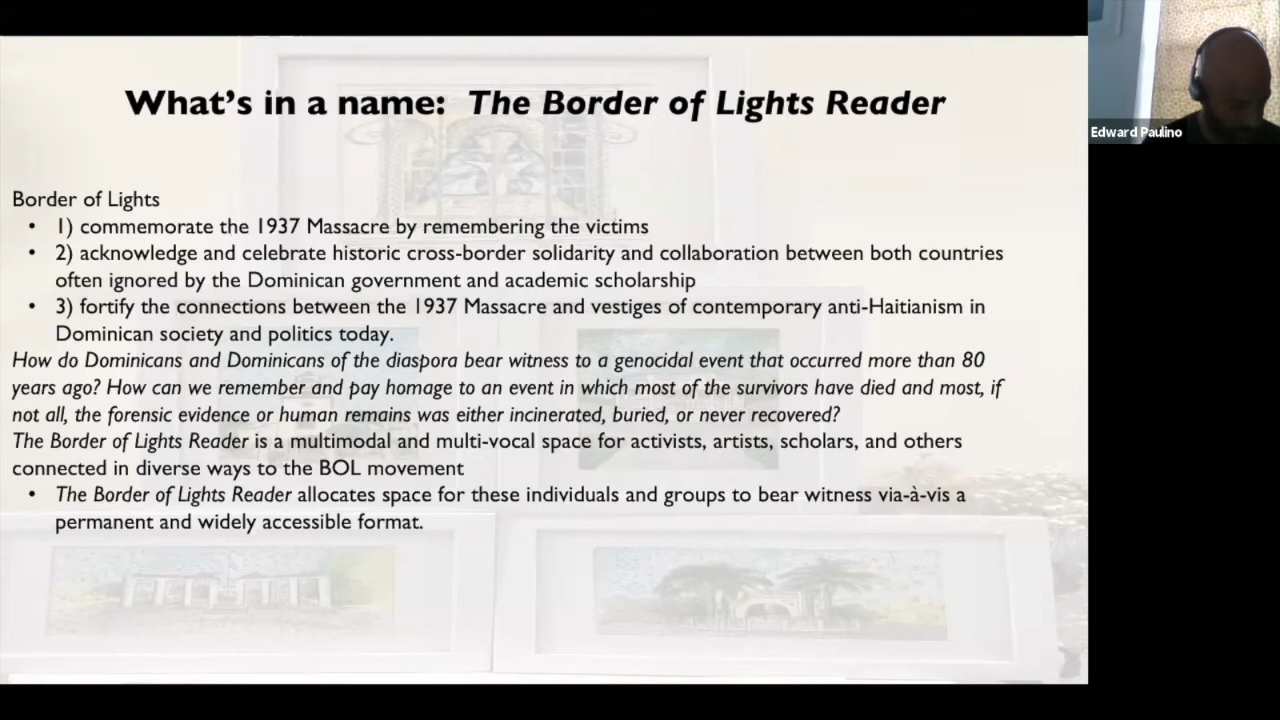 What's in a name: The Border of Lights Reader
Edward Paulino
Border of Lights
• 1) commemorate the 1937 Massacre by remembering the victims
• 2) acknowledge and celebrate historic cross-border solidarity and collaboration between both countries
often ignored by the Dominican government and academic scholarship
• 3) fortify the connections between the 1937 Massacre and vestiges of contemporary anti-Haitianism in
Dominican society and politics today.
How do Dominicans and Dominicans of the diaspora bear witness to a genocidal event that occurred more than 80
years ago? How can we remember and pay homage to an event in which most of the survivors have died and most, if
not all, the forensic evidence or human remains was either incinerated, buried, or never recovered?
The Border of Lights Reader is a multimodal and multi-vocal space for activists, artists, scholars, and others
connected in diverse ways to the BOL movement
• The Border of Lights Reader allocates space for these individuals and groups to bear witness via-à-vis a
permanent and widely accessible format.